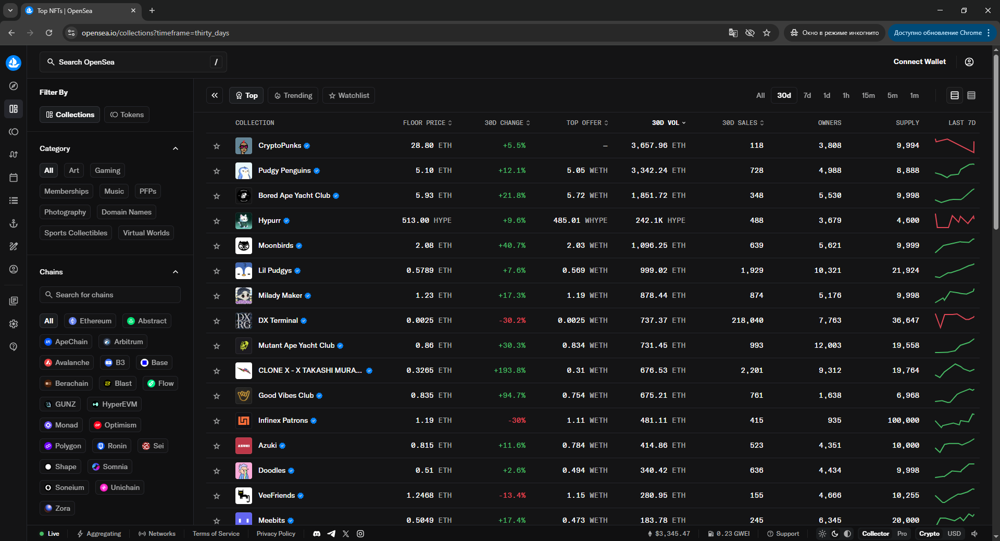 Top NFTs | OpenSea
opensea.io/collections?timeframe=thirty_days
Окно в режиме инкогнито
Доступно обновление Chrome
Search OpenSea /
Connect Wallet
Filter By
Collections Tokens
Category
All Art Gaming
Memberships Music PFPs
Photography Domain Names
Sports Collectibles Virtual Worlds
Chains
Search for chains
All Ethereum Abstract
ApeChain Arbitrum
Avalanche B3 Base
Berachain Blast Flow
GUNZ HyperEVM
Monad Optimism
Polygon Ronin Sei
Shape Somnia
Soneium Unichain
Zora
Top Trending Watchlist
All 30d 7d 1d 1h 15m 5m 1m
COLLECTION FLOOR PRICE 30D CHANGE TOP OFFER 30D VOL 30D SALES OWNERS SUPPLY LAST 7D
CryptoPunks 28.80 ETH +5.5% – 3,657.96 ETH 118 3,808 9,994
Pudgy Penguins 5.10 ETH +12.1% 5.05 WETH 3,342.24 ETH 728 4,988 8,888
Bored Ape Yacht Club 5.93 ETH +21.8% 5.72 WETH 1,851.72 ETH 348 5,530 9,998
Hypurr 513.00 HYPE +9.6% 485.01 WHYPE 242.1K HYPE 488 3,679 4,600
Moonbirds 2.08 ETH +40.7% 2.03 WETH 1,096.25 ETH 639 5,621 9,999
Lil Pudgys 0.5789 ETH +7.6% 0.569 WETH 999.02 ETH 1,929 10,321 21,924
Milady Maker 1.23 ETH +17.3% 1.19 WETH 878.44 ETH 874 5,176 9,998
DX Terminal 0.0025 ETH -30.2% 0.0025 WETH 737.37 ETH 218,040 7,763 36,647
Mutant Ape Yacht Club 0.86 ETH +30.3% 0.834 WETH 731.45 ETH 993 12,003 19,558
CLONE X - X TAKASHI MURA... 0.3265 ETH +193.8% 0.31 WETH 676.53 ETH 2,201 9,312 19,764
Good Vibes Club 0.835 ETH +94.7% 0.754 WETH 675.21 ETH 761 1,638 6,968
Infinex Patrons 1.19 ETH -30% 1.11 WETH 481.11 ETH 415 935 100,000
AZUKI Azuki 0.815 ETH +11.6% 0.784 WETH 414.86 ETH 523 4,351 10,000
Doodles 0.51 ETH +2.6% 0.494 WETH 340.42 ETH 636 4,434 9,998
VeeFriends 1.2468 ETH -13.4% 1.15 WETH 280.95 ETH 155 4,666 10,255
Meebits 0.5049 ETH +17.4% 0.473 WETH 183.78 ETH 245 6,345 20,000
Live Aggregating Networks Terms of Service Privacy Policy
$3,345.47 0.23 GWEI Support Collector Pro Crypto USD